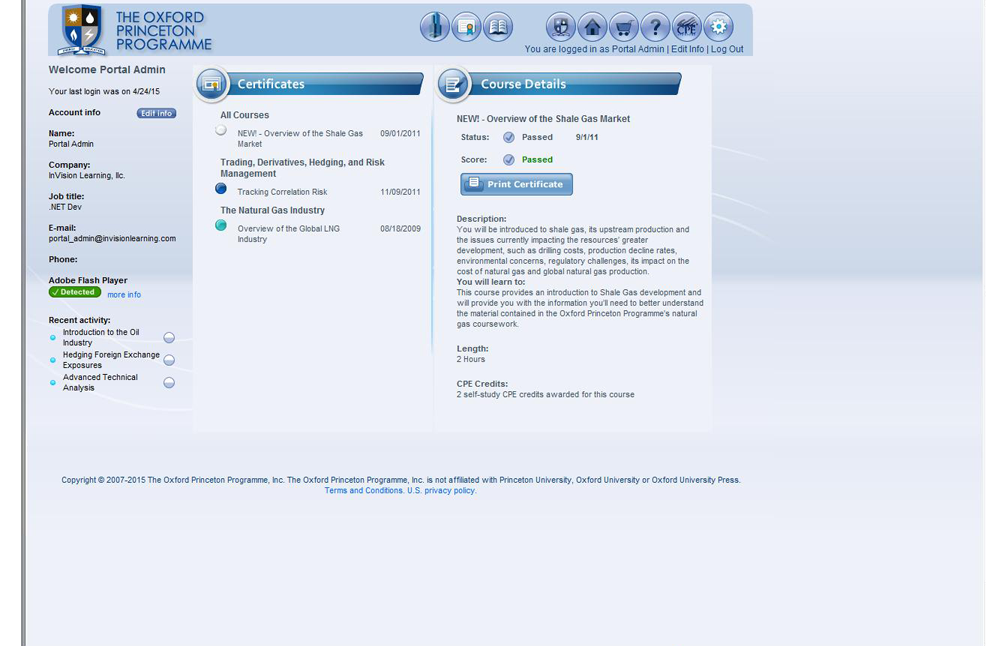 THE OXFORD
PRINCETON
PROGRAMME
CPE
You are logged in as Portal Admin | Edit Info | Log Out
Welcome Portal Admin
Your last login was on 4/24/15
Account info
Edit Info
Name:
Portal Admin
Company:
InVision Learning, llc.
Job title:
.NET Dev
E-mail:
portal_admin@invisionlearning.com
Phone:
Adobe Flash Player
✓ Detected
more info
Recent activity:
Introduction to the Oil
Industry
Hedging Foreign Exchange
Exposures
Advanced Technical
Analysis
Certificates
All Courses
NEW! - Overview of the Shale Gas 09/01/2011
Market
Trading, Derivatives, Hedging, and Risk
Management
Tracking Correlation Risk 11/09/2011
The Natural Gas Industry
Overview of the Global LNG 08/18/2009
Industry
Course Details
NEW! - Overview of the Shale Gas Market
Status: Passed 9/1/11
Score: Passed
Print Certificate
Description:
You will be introduced to shale gas, its upstream production and
the issues currently impacting the resources' greater
development, such as drilling costs, production decline rates,
environmental concerns, regulatory challenges, its impact on the
cost of natural gas and global natural gas production.
You will learn to:
This course provides an introduction to Shale Gas development and
will provide you with the information you'll need to better understand
the material contained in the Oxford Princeton Programme's natural
gas coursework.
Length:
2 Hours
CPE Credits:
2 self-study CPE credits awarded for this course
Copyright © 2007-2015 The Oxford Princeton Programme, Inc. The Oxford Princeton Programme, Inc. is not affiliated with Princeton University, Oxford University or Oxford University Press.
Terms and Conditions. U.S. privacy policy.